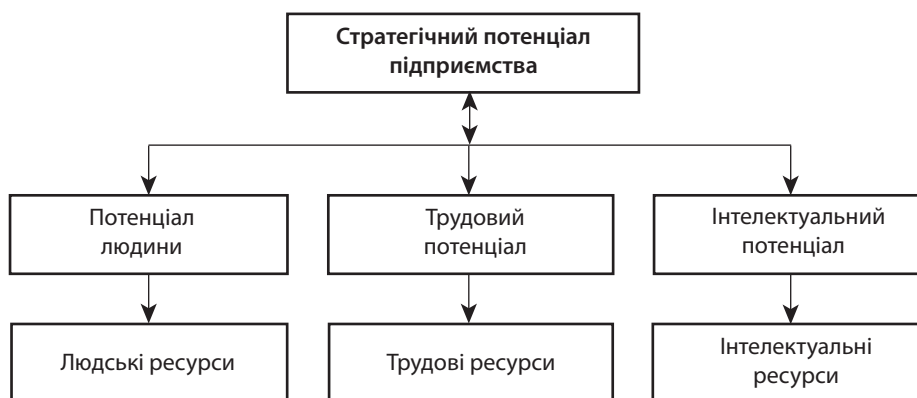 Стратегічний потенціал
підприємства
Потенціал
людини
Трудовий
потенціал
Інтелектуальний
потенціал
Людські ресурси
Трудові ресурси
Інтелектуальні
ресурси